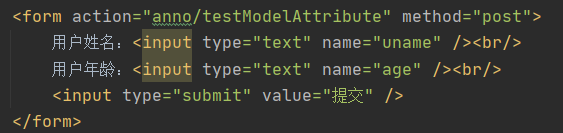 <form action="anno/testModelAttribute" method="post">
用户姓名：<input type="text" name="uname" /><br/>
用户年龄：<input type="text" name="age" /><br/>
<input type="submit" value="提交" />
</form>